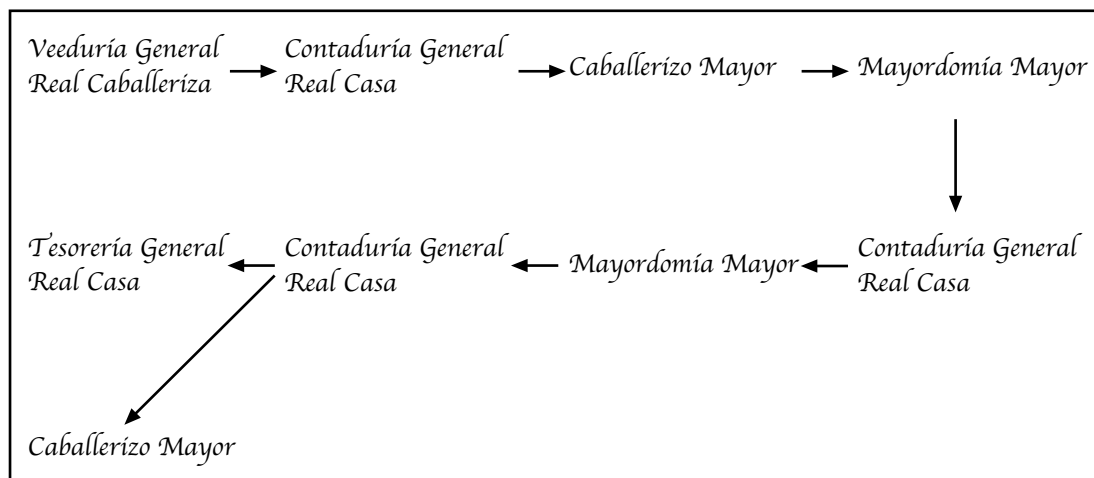 Veeduría General
Real Caballeriza
Contaduría General
Real Casa
Caballerizo Mayor
Mayordomía Mayor
Contaduría General
Real Casa
Mayordomía Mayor
Contaduría General
Real Casa
Tesorería General
Real Casa
Caballerizo Mayor